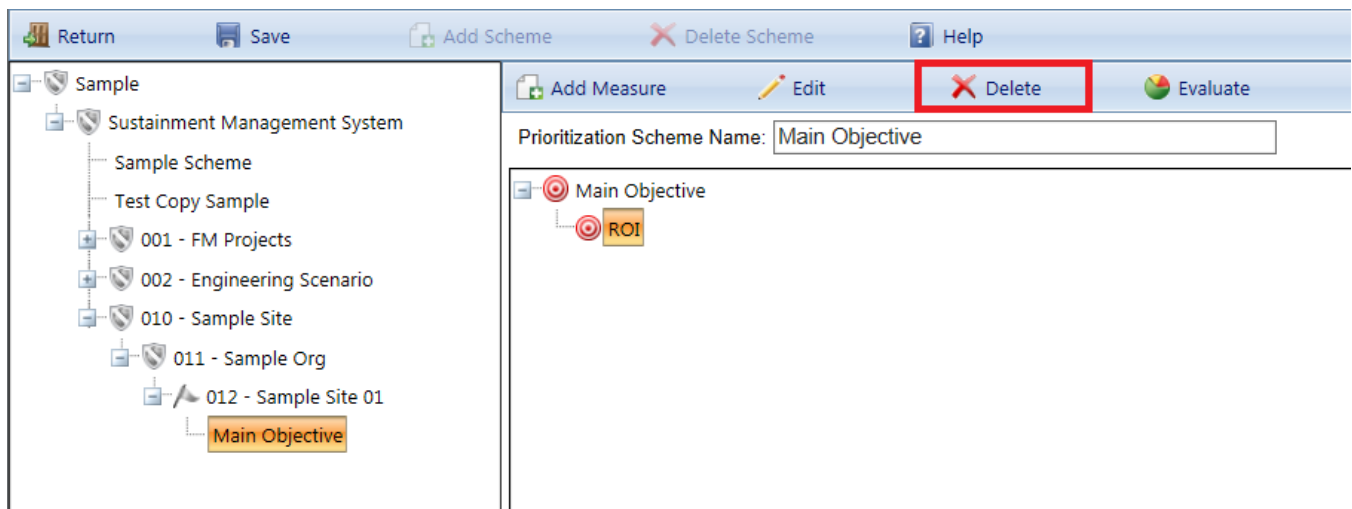 Return Save Add Scheme Delete Scheme Help
Sample
Sustainment Management System
Sample Scheme
Test Copy Sample
001 - FM Projects
002 - Engineering Scenario
010 - Sample Site
011 - Sample Org
012 - Sample Site 01
Main Objective
Add Measure Edit Delete Evaluate
Prioritization Scheme Name: Main Objective
Main Objective
ROI